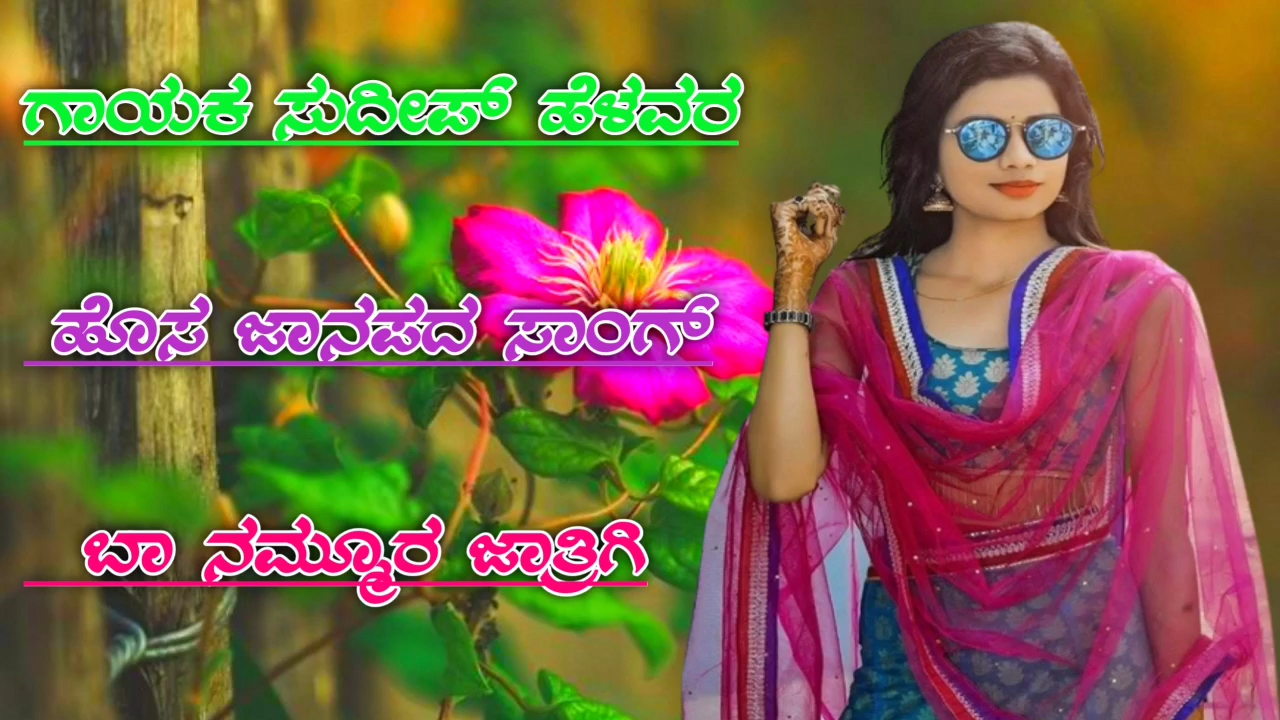 ಗಾಯಕ ಸುದೀಪ್ ಹೆಳವರ
ಹೊಸ ಜಾನಪದ ಸಾಂಗ್
ಬಾ ನಮ್ಮೂರ ಜಾತ್ರಿಗಿ